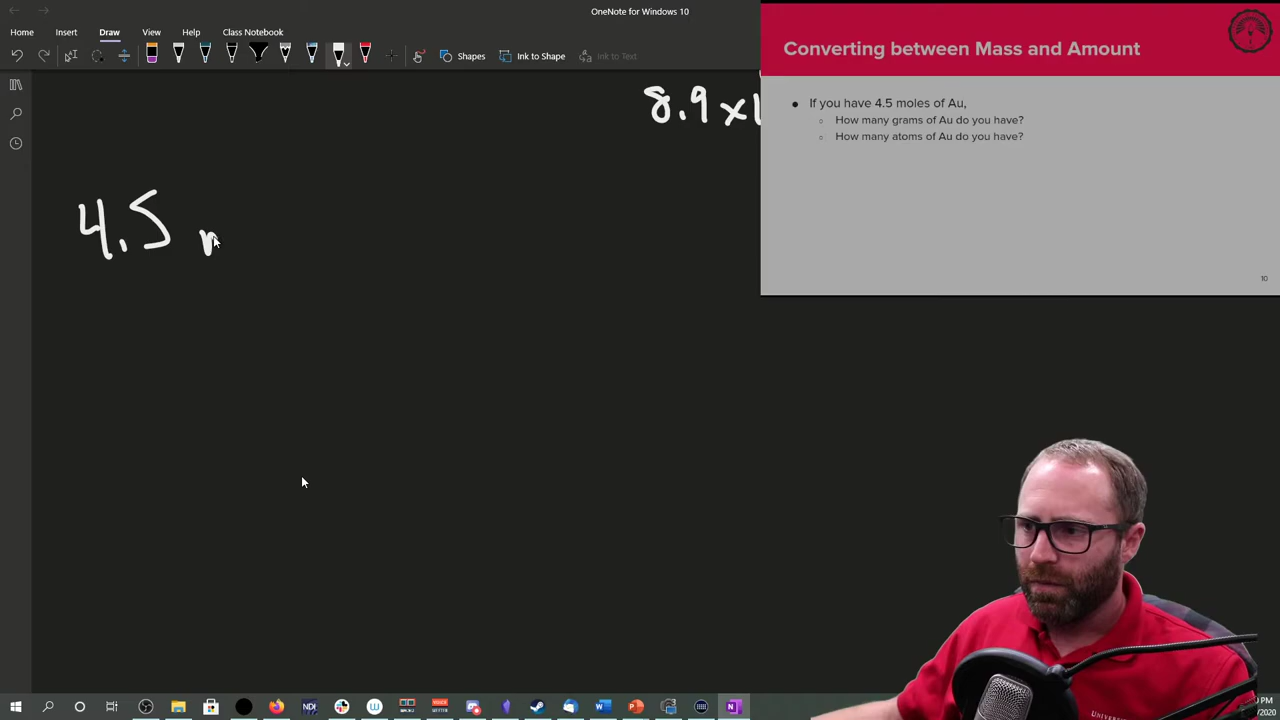 OneNote for Windows 10
Home Insert Draw View Help Class Notebook
Shapes Ink to Shape Ink to Text
Converting between Mass and Amount
● If you have 4.5 moles of Au,
○ How many grams of Au do you have?
○ How many atoms of Au do you have?
10
8.9 x1
4.5